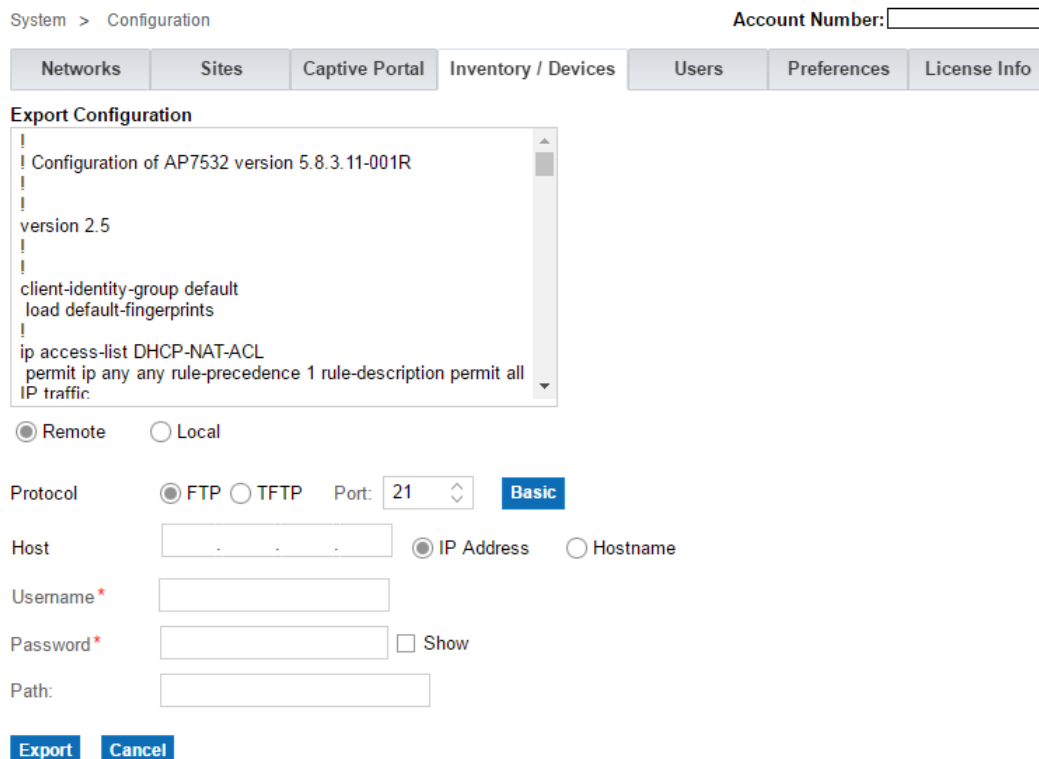 System > Configuration
Account Number:
Networks Sites Captive Portal Inventory / Devices Users Preferences License Info
Export Configuration
!
! Configuration of AP7532 version 5.8.3.11-001R
!
!
version 2.5
!
!
client-identity-group default
load default-fingerprints
!
ip access-list DHCP-NAT-ACL
permit ip any any rule-precedence 1 rule-description permit all
IP traffic
Remote Local
Protocol FTP TFTP Port: 21 Basic
Host . . . IP Address Hostname
Username*
Password* Show
Path:
Export Cancel